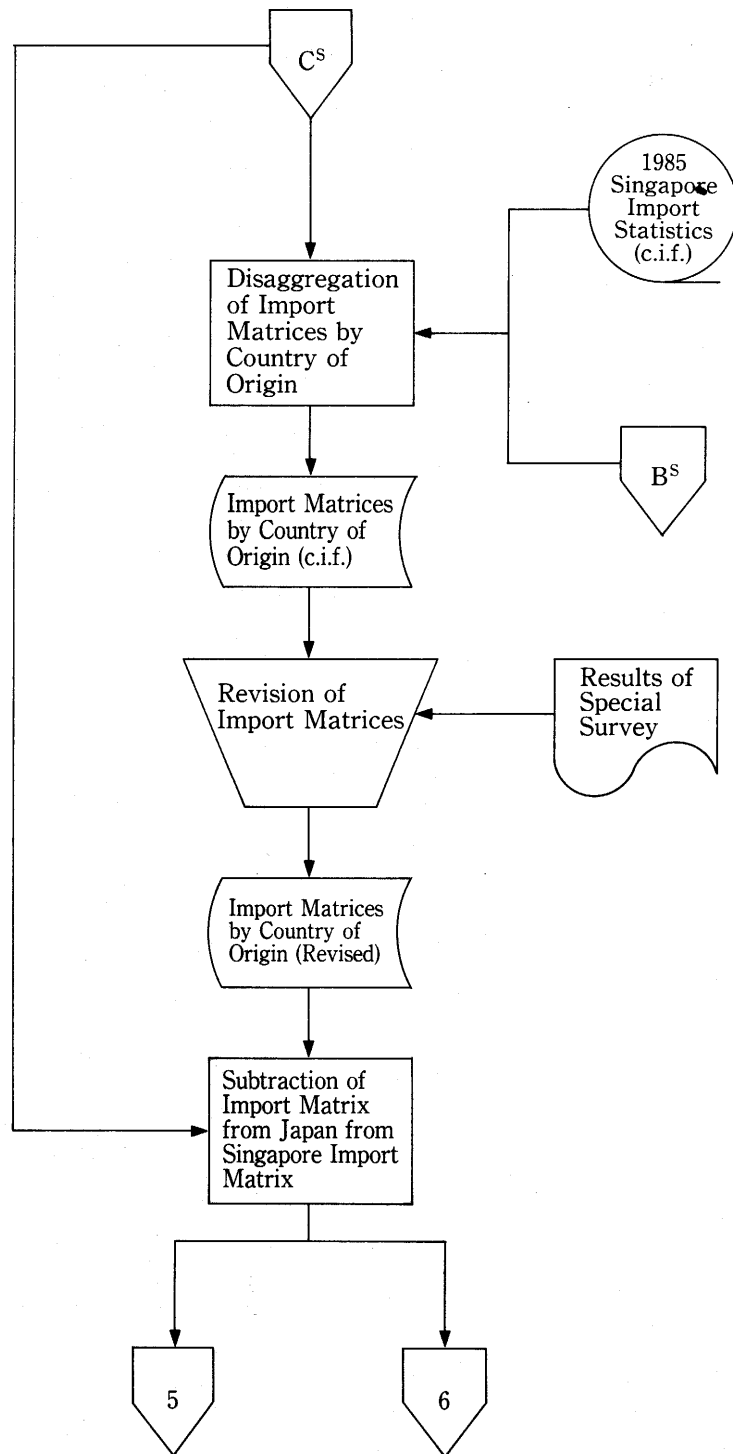 Cˢ
1985
Singapore
Import
Statistics
(c.i.f.)
Disaggregation
of Import
Matrices by
Country of
Origin
Bˢ
Import Matrices
by Country of
Origin (c.i.f.)
Revision of
Import Matrices
Results of
Special
Survey
Import Matrices
by Country of
Origin (Revised)
Subtraction of
Import Matrix
from Japan from
Singapore Import
Matrix
5
6